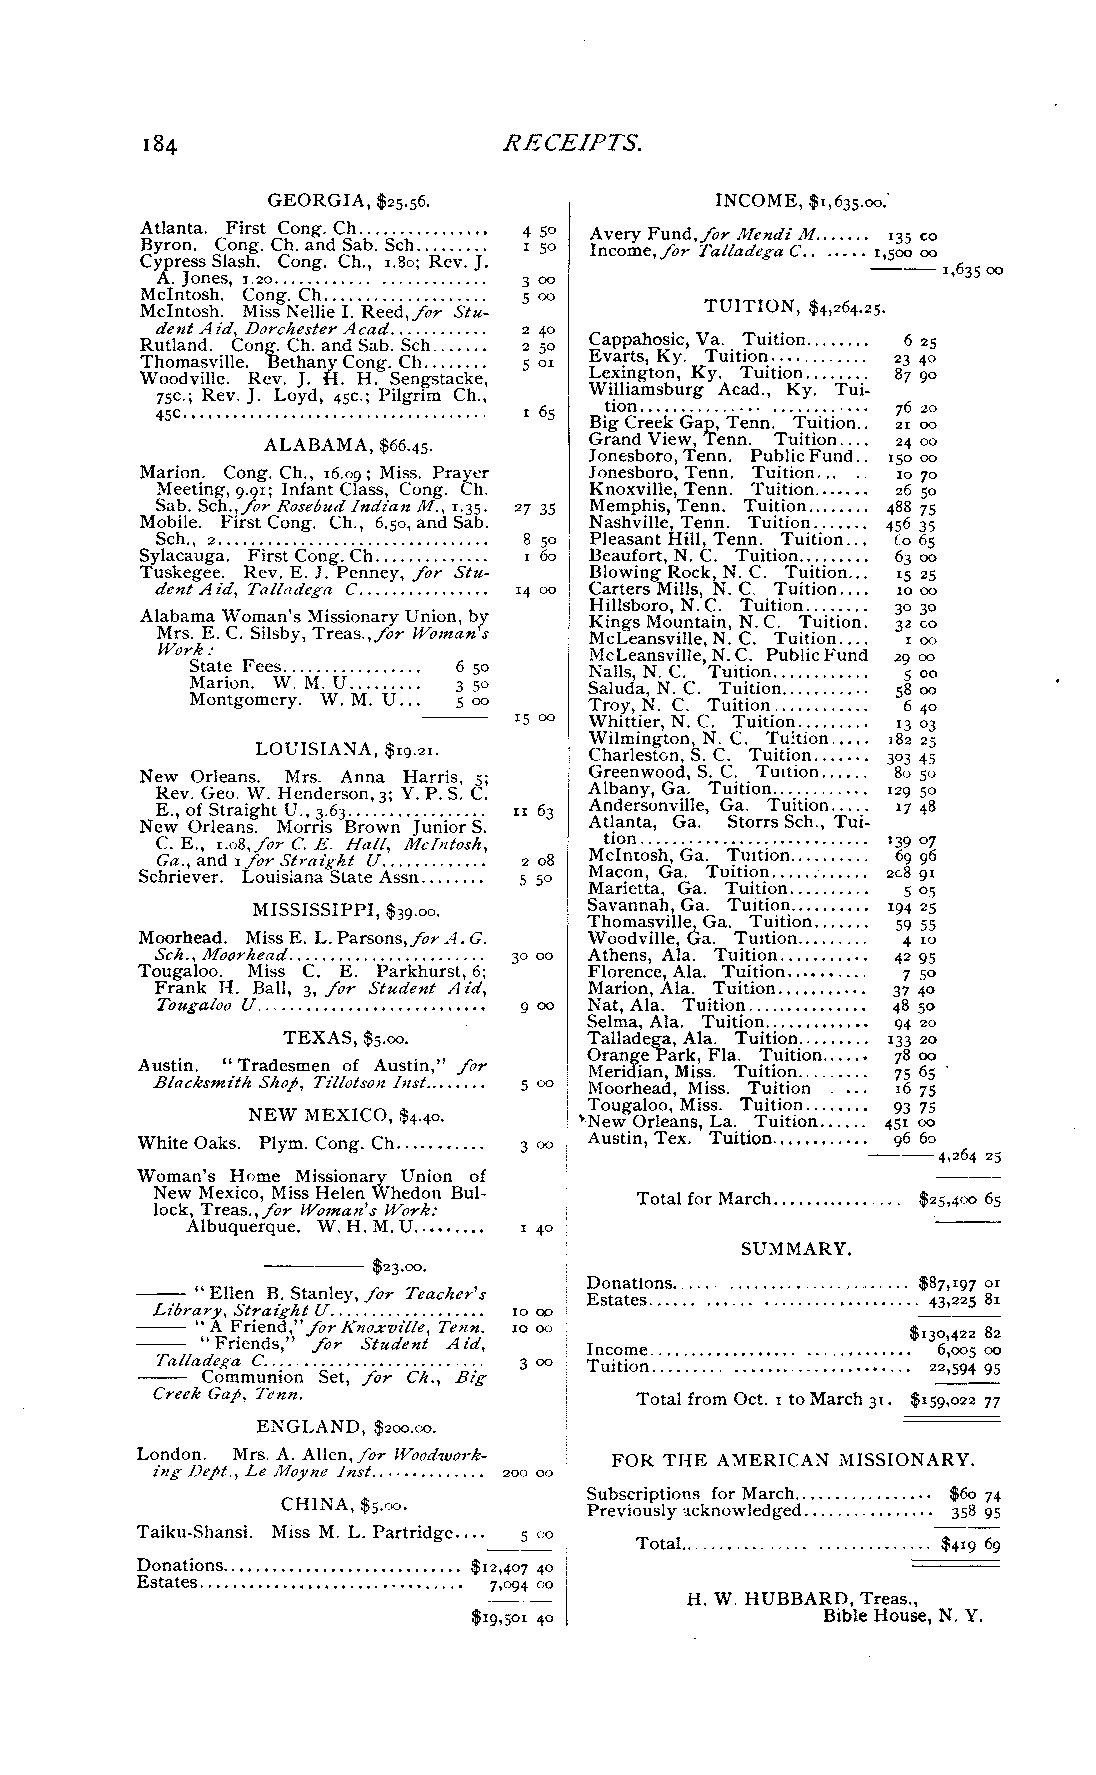 184
RECEIPTS.
GEORGIA, $25.56.
Atlanta. First Cong. Ch................ 4 50
Byron. Cong. Ch. and Sab. Sch......... 1 50
Cypress Slash. Cong. Ch., 1.80; Rev. J.
A. Jones, 1.20.......................... 3 00
McIntosh. Cong. Ch.................... 5 00
McIntosh. Miss Nellie I. Reed, for Stu-
dent Aid, Dorchester Acad............ 2 40
Rutland. Cong. Ch. and Sab. Sch....... 2 50
Thomasville. Bethany Cong. Ch........ 5 01
Woodville. Rev. J. H. H. Sengstacke,
75c.; Rev. J. Loyd, 45c.; Pilgrim Ch.,
45c..................................... 1 65
ALABAMA, $66.45.
Marion. Cong. Ch., 16.09; Miss. Prayer
Meeting, 9.91; Infant Class, Cong. Ch.
Sab. Sch., for Rosebud Indian M., 1.35. 27 35
Mobile. First Cong. Ch., 6.50, and Sab.
Sch., 2................................. 8 50
Sylacauga. First Cong. Ch.............. 1 60
Tuskegee. Rev. E. J. Penney, for Stu-
dent Aid, Talladega C................ 14 00
Alabama Woman's Missionary Union, by
Mrs. E. C. Silsby, Treas., for Woman's
Work:
State Fees................. 6 50
Marion. W. M. U......... 3 50
Montgomery. W. M. U... 5 00
15 00
LOUISIANA, $19.21.
New Orleans. Mrs. Anna Harris, 5;
Rev. Geo. W. Henderson, 3; Y. P. S. C.
E., of Straight U., 3.63................. 11 63
New Orleans. Morris Brown Junior S.
C. E., 1.08, for C. E. Hall, McIntosh,
Ga., and 1 for Straight U............. 2 08
Schriever. Louisiana State Assn........ 5 50
MISSISSIPPI, $39.00.
Moorhead. Miss E. L. Parsons, for A. G.
Sch., Moorhead........................ 30 00
Tougaloo. Miss C. E. Parkhurst, 6;
Frank H. Ball, 3, for Student Aid,
Tougaloo U............................ 9 00
TEXAS, $5.00.
Austin. "Tradesmen of Austin," for
Blacksmith Shop, Tillotson Inst........ 5 00
NEW MEXICO, $4.40.
White Oaks. Plym. Cong. Ch........... 3 00
Woman's Home Missionary Union of
New Mexico, Miss Helen Whedon Bul-
lock, Treas., for Woman's Work:
Albuquerque. W. H. M. U......... 1 40
——— $23.00.
—— "Ellen B. Stanley, for Teacher's
Library, Straight U................... 10 00
—— "A Friend," for Knoxville, Tenn. 10 00
—— "Friends," for Student Aid,
Talladega C........................... 3 00
—— Communion Set, for Ch., Big
Creek Gap, Tenn.
ENGLAND, $200.00.
London. Mrs. A. Allen, for Woodwork-
ing Dept., Le Moyne Inst.............. 200 00
CHINA, $5.00.
Taiku-Shansi. Miss M. L. Partridge.... 5 00
Donations............................. $12,407 40
Estates................................ 7,094 00
$19,501 40
INCOME, $1,635.00.
Avery Fund, for Mendi M....... 135 00
Income, for Talladega C........ 1,500 00
1,635 00
TUITION, $4,264.25.
Cappahosic, Va. Tuition........ 6 25
Evarts, Ky. Tuition............ 23 40
Lexington, Ky. Tuition........ 87 90
Williamsburg Acad., Ky. Tui-
tion........................... 76 20
Big Creek Gap, Tenn. Tuition.. 21 00
Grand View, Tenn. Tuition.... 24 00
Jonesboro, Tenn. Public Fund.. 150 00
Jonesboro, Tenn. Tuition... .. 10 70
Knoxville, Tenn. Tuition....... 26 50
Memphis, Tenn. Tuition........ 488 75
Nashville, Tenn. Tuition....... 456 35
Pleasant Hill, Tenn. Tuition... 60 65
Beaufort, N. C. Tuition......... 63 00
Blowing Rock, N. C. Tuition... 15 25
Carters Mills, N. C. Tuition.... 10 00
Hillsboro, N. C. Tuition........ 30 30
Kings Mountain, N. C. Tuition. 32 00
McLeansville, N. C. Tuition.... 1 00
McLeansville, N. C. Public Fund 29 00
Nalls, N. C. Tuition............ 5 00
Saluda, N. C. Tuition........... 58 00
Troy, N. C. Tuition............ 6 40
Whittier, N. C. Tuition......... 13 03
Wilmington, N. C. Tuition..... 182 25
Charleston, S. C. Tuition....... 303 45
Greenwood, S. C. Tuition...... 80 50
Albany, Ga. Tuition............ 129 50
Andersonville, Ga. Tuition..... 17 48
Atlanta, Ga. Storrs Sch., Tui-
tion............................ 139 07
McIntosh, Ga. Tuition.......... 69 96
Macon, Ga. Tuition............ 208 91
Marietta, Ga. Tuition.......... 5 05
Savannah, Ga. Tuition.......... 194 25
Thomasville, Ga. Tuition....... 59 55
Woodville, Ga. Tuition......... 4 10
Athens, Ala. Tuition........... 42 95
Florence, Ala. Tuition.......... 7 50
Marion, Ala. Tuition........... 37 40
Nat, Ala. Tuition............... 48 50
Selma, Ala. Tuition............. 94 20
Talladega, Ala. Tuition......... 133 20
Orange Park, Fla. Tuition...... 78 00
Meridian, Miss. Tuition......... 75 65
Moorhead, Miss. Tuition . ... 16 75
Tougaloo, Miss. Tuition........ 93 75
New Orleans, La. Tuition...... 451 00
Austin, Tex. Tuition............ 96 60
4,264 25
Total for March................ $25,400 65
SUMMARY.
Donations............................ $87,197 01
Estates................................ 43,225 81
$130,422 82
Income............................... 6,005 00
Tuition................................ 22,594 95
Total from Oct. 1 to March 31. $159,022 77
FOR THE AMERICAN MISSIONARY.
Subscriptions for March................. $60 74
Previously acknowledged................ 358 95
Total............................... $419 69
H. W. HUBBARD, Treas.,
Bible House, N. Y.